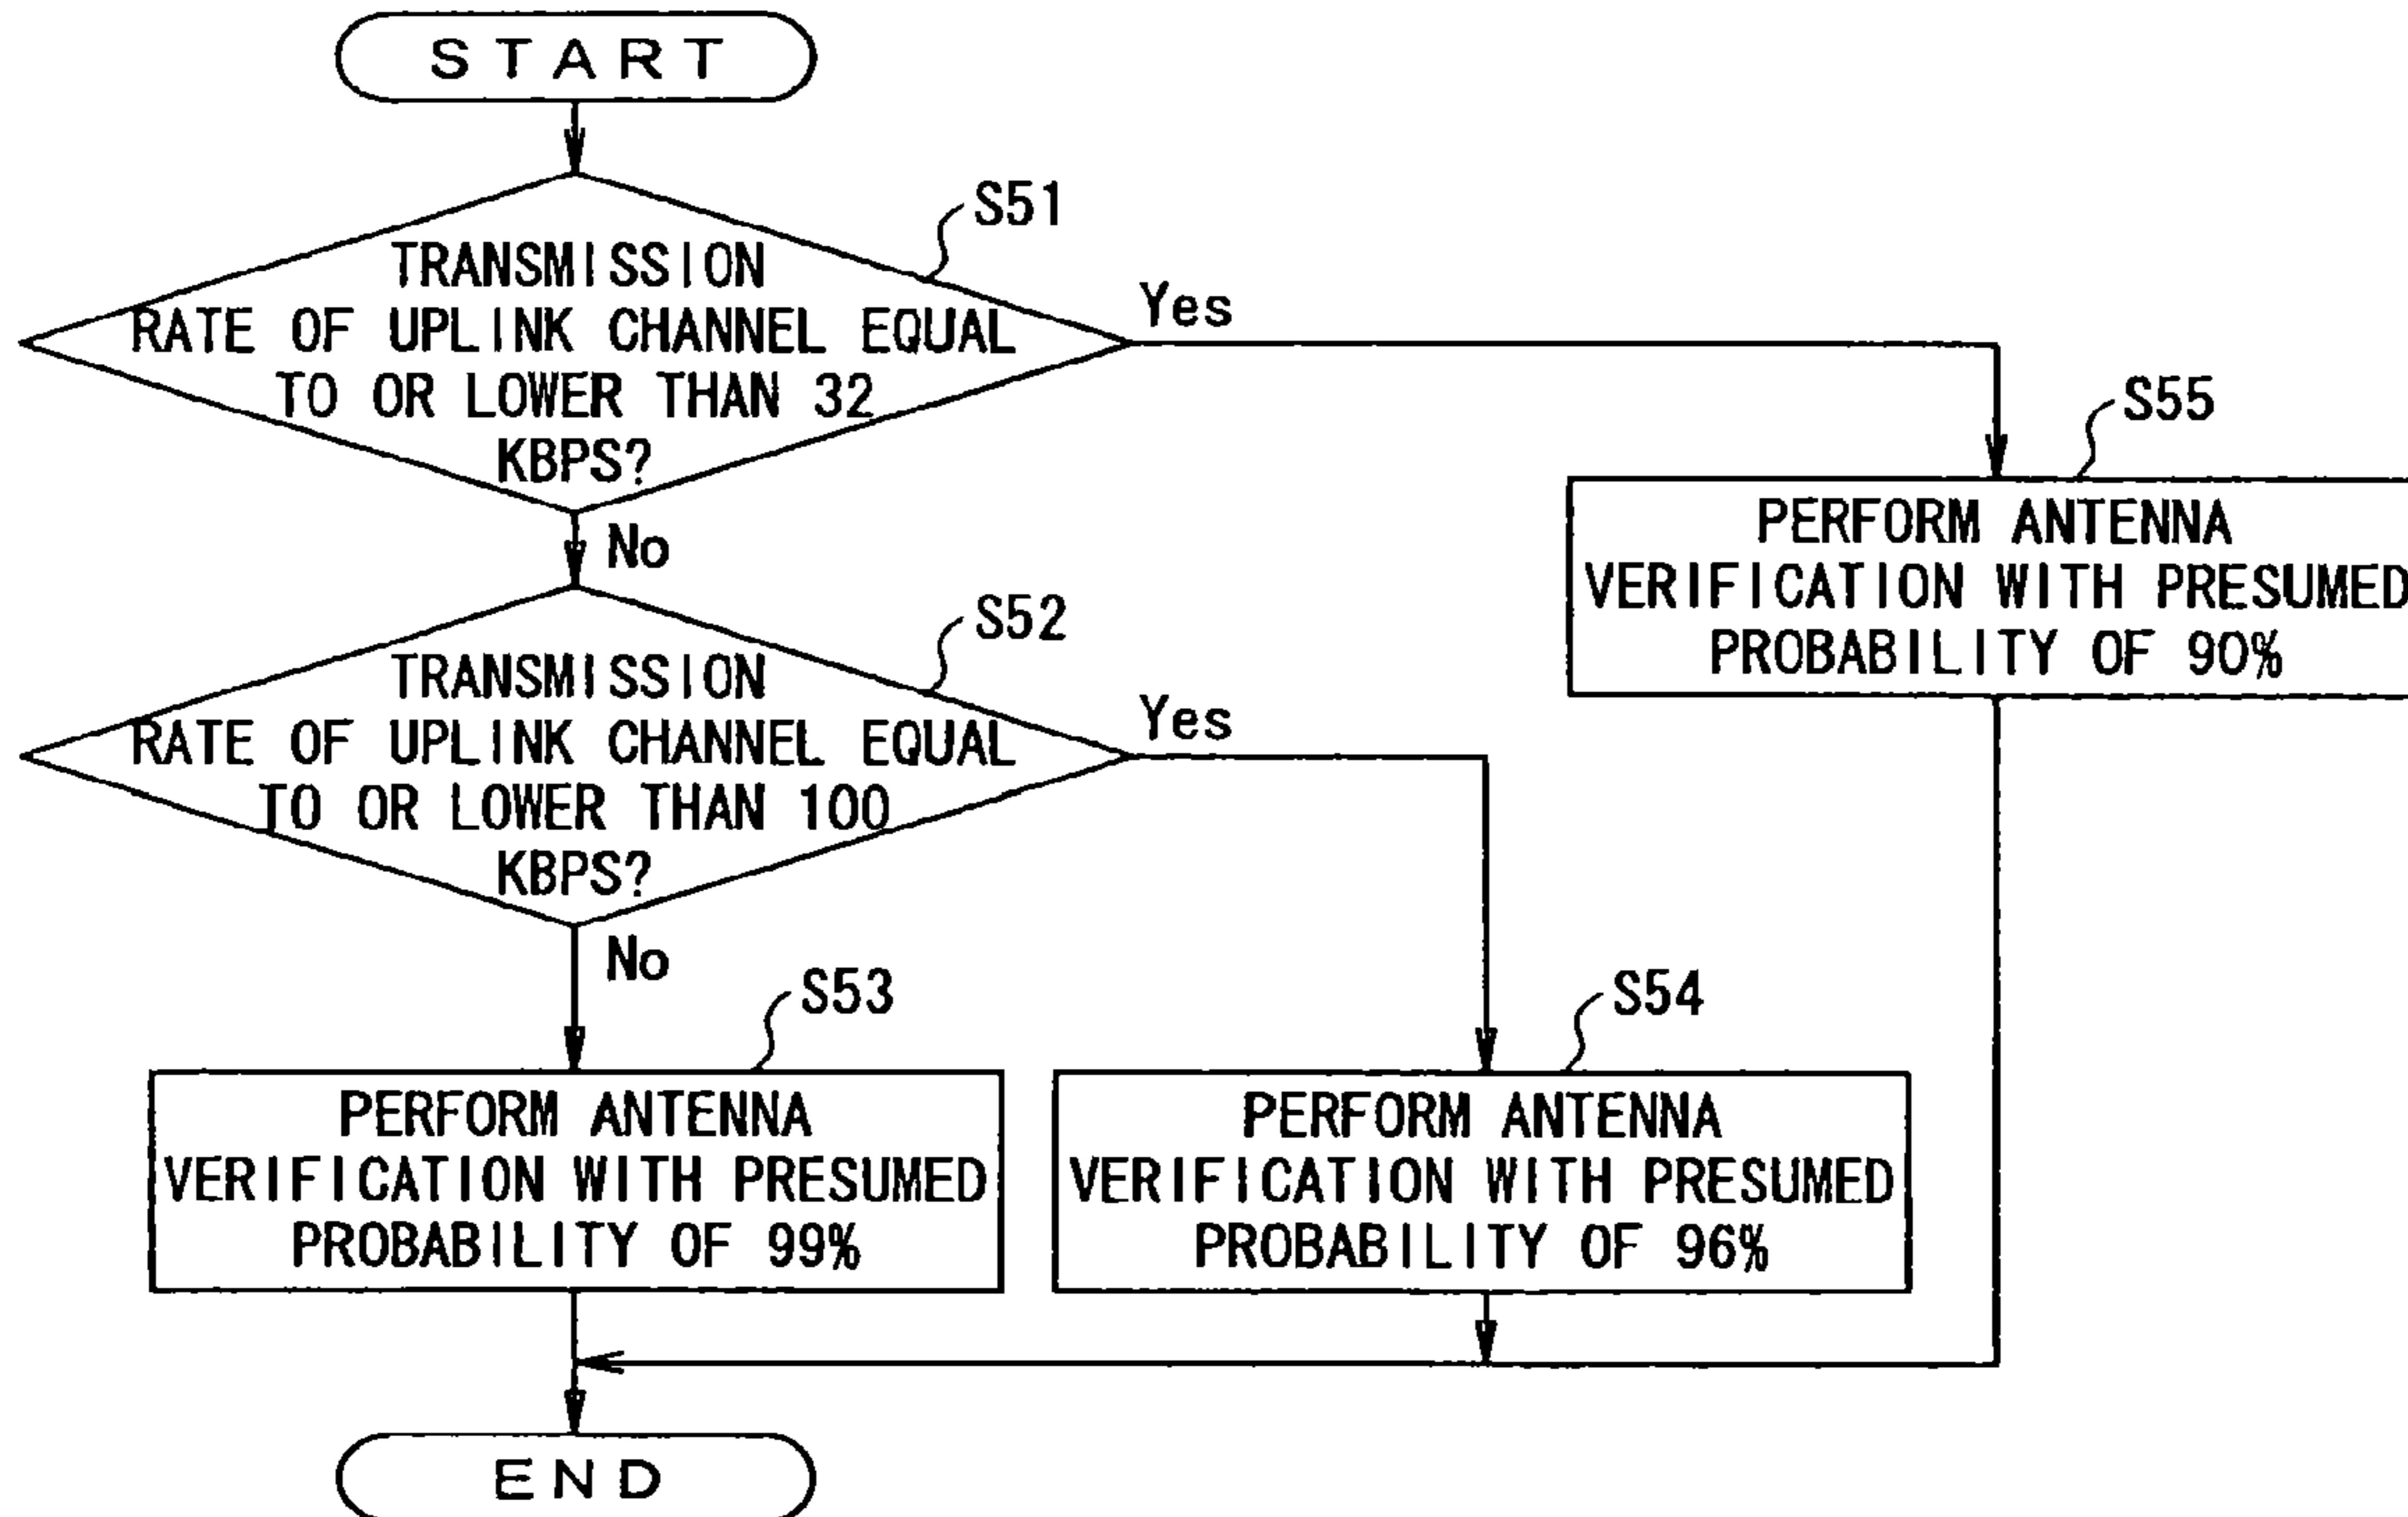 START
S51
TRANSMISSION
RATE OF UPLINK CHANNEL EQUAL
TO OR LOWER THAN 32
KBPS?
Yes
No
S55
PERFORM ANTENNA
VERIFICATION WITH PRESUMED
PROBABILITY OF 90%
S52
TRANSMISSION
RATE OF UPLINK CHANNEL EQUAL
TO OR LOWER THAN 100
KBPS?
Yes
No
S53
PERFORM ANTENNA
VERIFICATION WITH PRESUMED
PROBABILITY OF 99%
S54
PERFORM ANTENNA
VERIFICATION WITH PRESUMED
PROBABILITY OF 96%
END